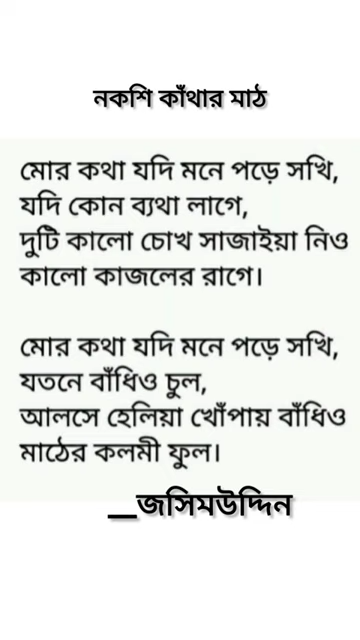 নকশি কাঁথার মাঠ
মোর কথা যদি মনে পড়ে সখি,
যদি কোন ব্যথা লাগে,
দুটি কালো চোখ সাজাইয়া নিও
কালো কাজলের রাগে।
মোর কথা যদি মনে পড়ে সখি,
যতনে বাঁধিও চুল,
আলসে হেলিয়া খোঁপায় বাঁধিও
মাঠের কলমী ফুল।
__জসিমউদ্দিন